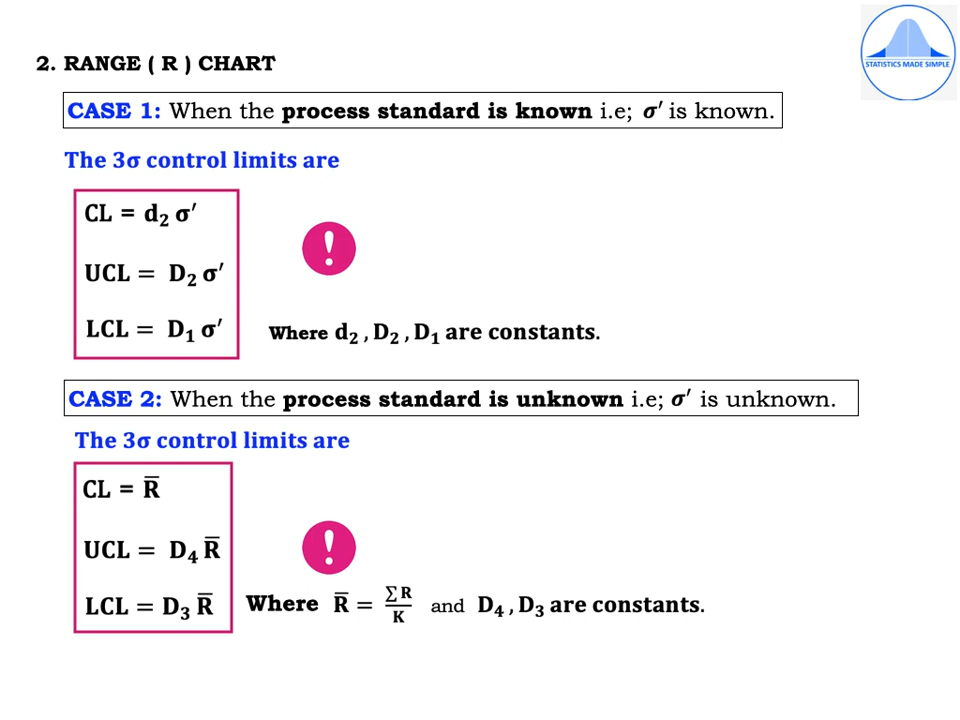 STATISTICS MADE SIMPLE
2. RANGE ( R ) CHART
CASE 1: When the process standard is known i.e; σ′ is known.
The 3σ control limits are
CL = d₂ σ′
!
UCL = D₂ σ′
LCL = D₁ σ′ Where d₂ , D₂ , D₁ are constants.
CASE 2: When the process standard is unknown i.e; σ′ is unknown.
The 3σ control limits are
CL = R̅
!
UCL = D₄ R̅
LCL = D₃ R̅ Where R̅ = ∑R/K and D₄ , D₃ are constants.